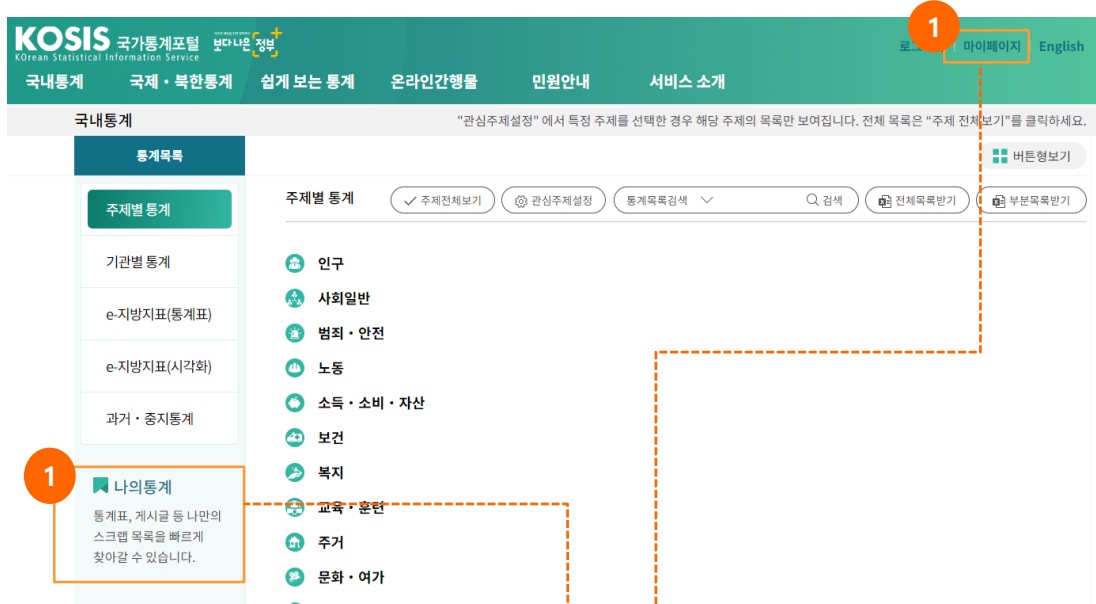 KOSIS 국가통계포털 보다나은 정부
KOrean Statistical Information Service
1
마이페이지 English
국내통계 국제・북한통계 쉽게 보는 통계 온라인간행물 민원안내 서비스 소개
국내통계
"관심주제설정" 에서 특정 주제를 선택한 경우 해당 주제의 목록만 보여집니다. 전체 목록은 “주제 전체보기”를 클릭하세요.
통계목록
버튼형보기
주제별 통계
기관별 통계
e-지방지표(통계표)
e-지방지표(시각화)
과거・중지통계
1
나의통계
통계표, 게시글 등 나만의
스크랩 목록을 빠르게
찾아갈 수 있습니다.
주제별 통계 주제전체보기 관심주제설정 통계목록검색 검색 전체목록받기 부분목록받기
인구
사회일반
범죄・안전
노동
소득・소비・자산
보건
복지
교육・훈련
주거
문화・여가